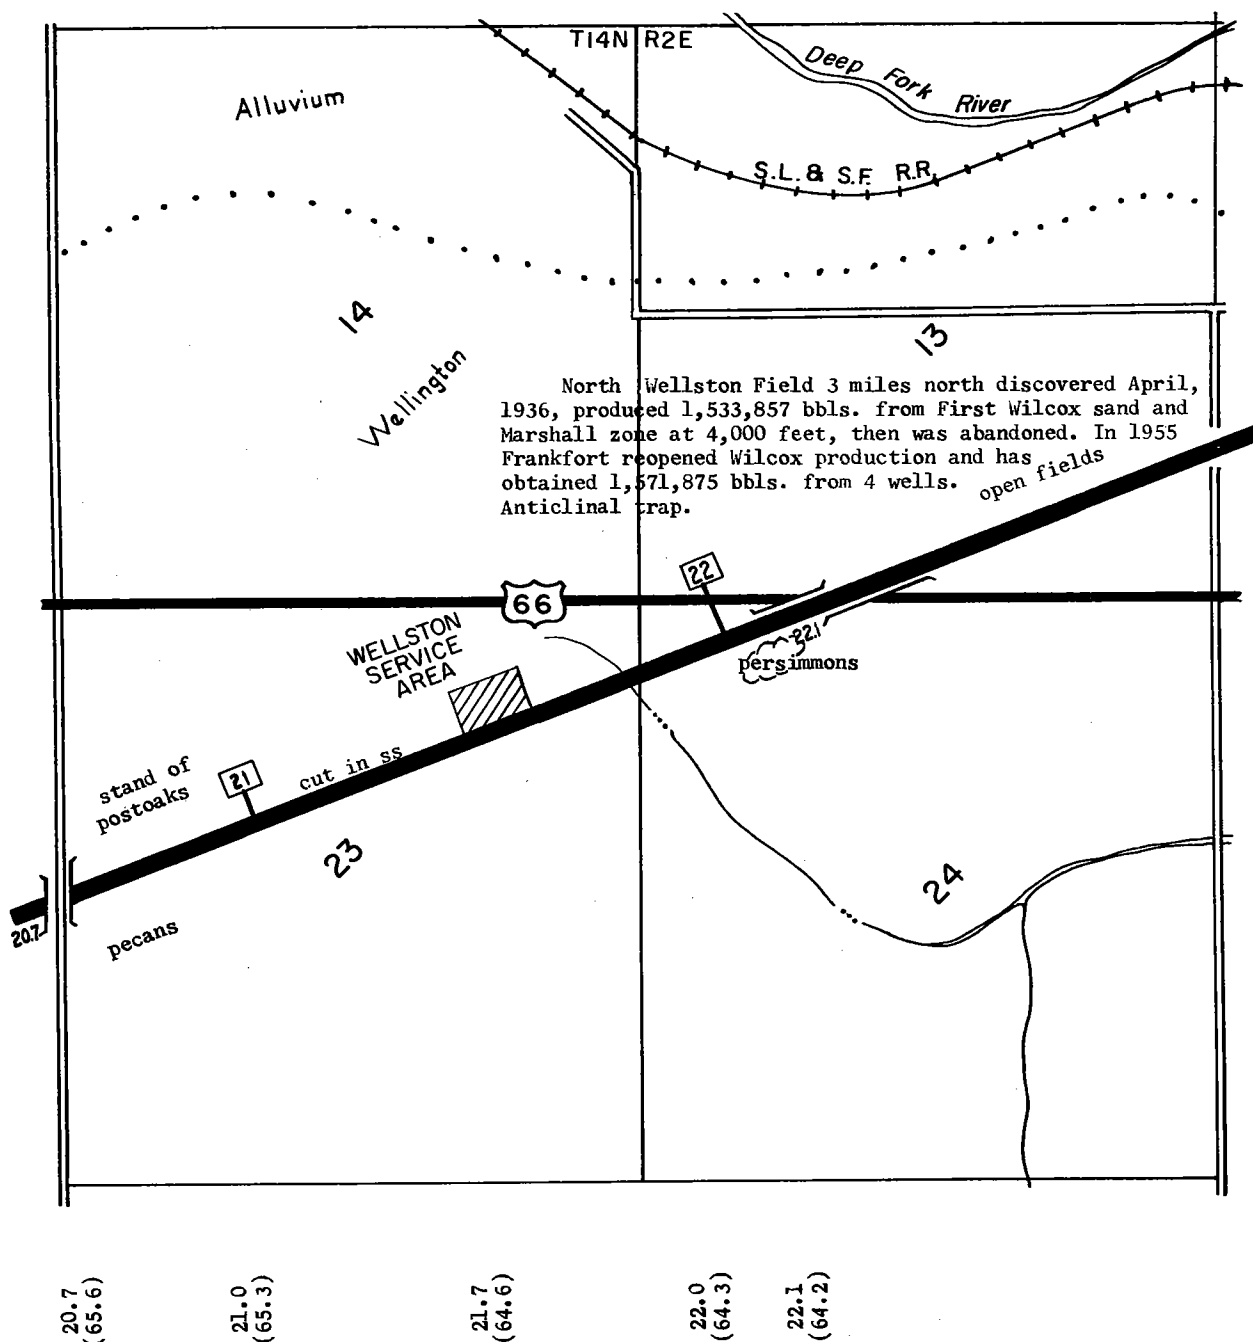 T14N R2E
Deep Fork River
Alluvium
S.L. & S.F. R.R.
14
13
Wellington
North Wellston Field 3 miles north discovered April,
1936, produced 1,533,857 bbls. from First Wilcox sand and
Marshall zone at 4,000 feet, then was abandoned. In 1955
Frankfort reopened Wilcox production and has
obtained 1,571,875 bbls. from 4 wells.
Anticlinal trap.
open fields
22
66
WELLSTON
SERVICE
AREA
22.1
persimmons
stand of
postoaks
21
cut in ss
23
24
20.7
pecans
20.7
(65.6)
21.0
(65.3)
21.7
(64.6)
22.0
(64.3)
22.1
(64.2)